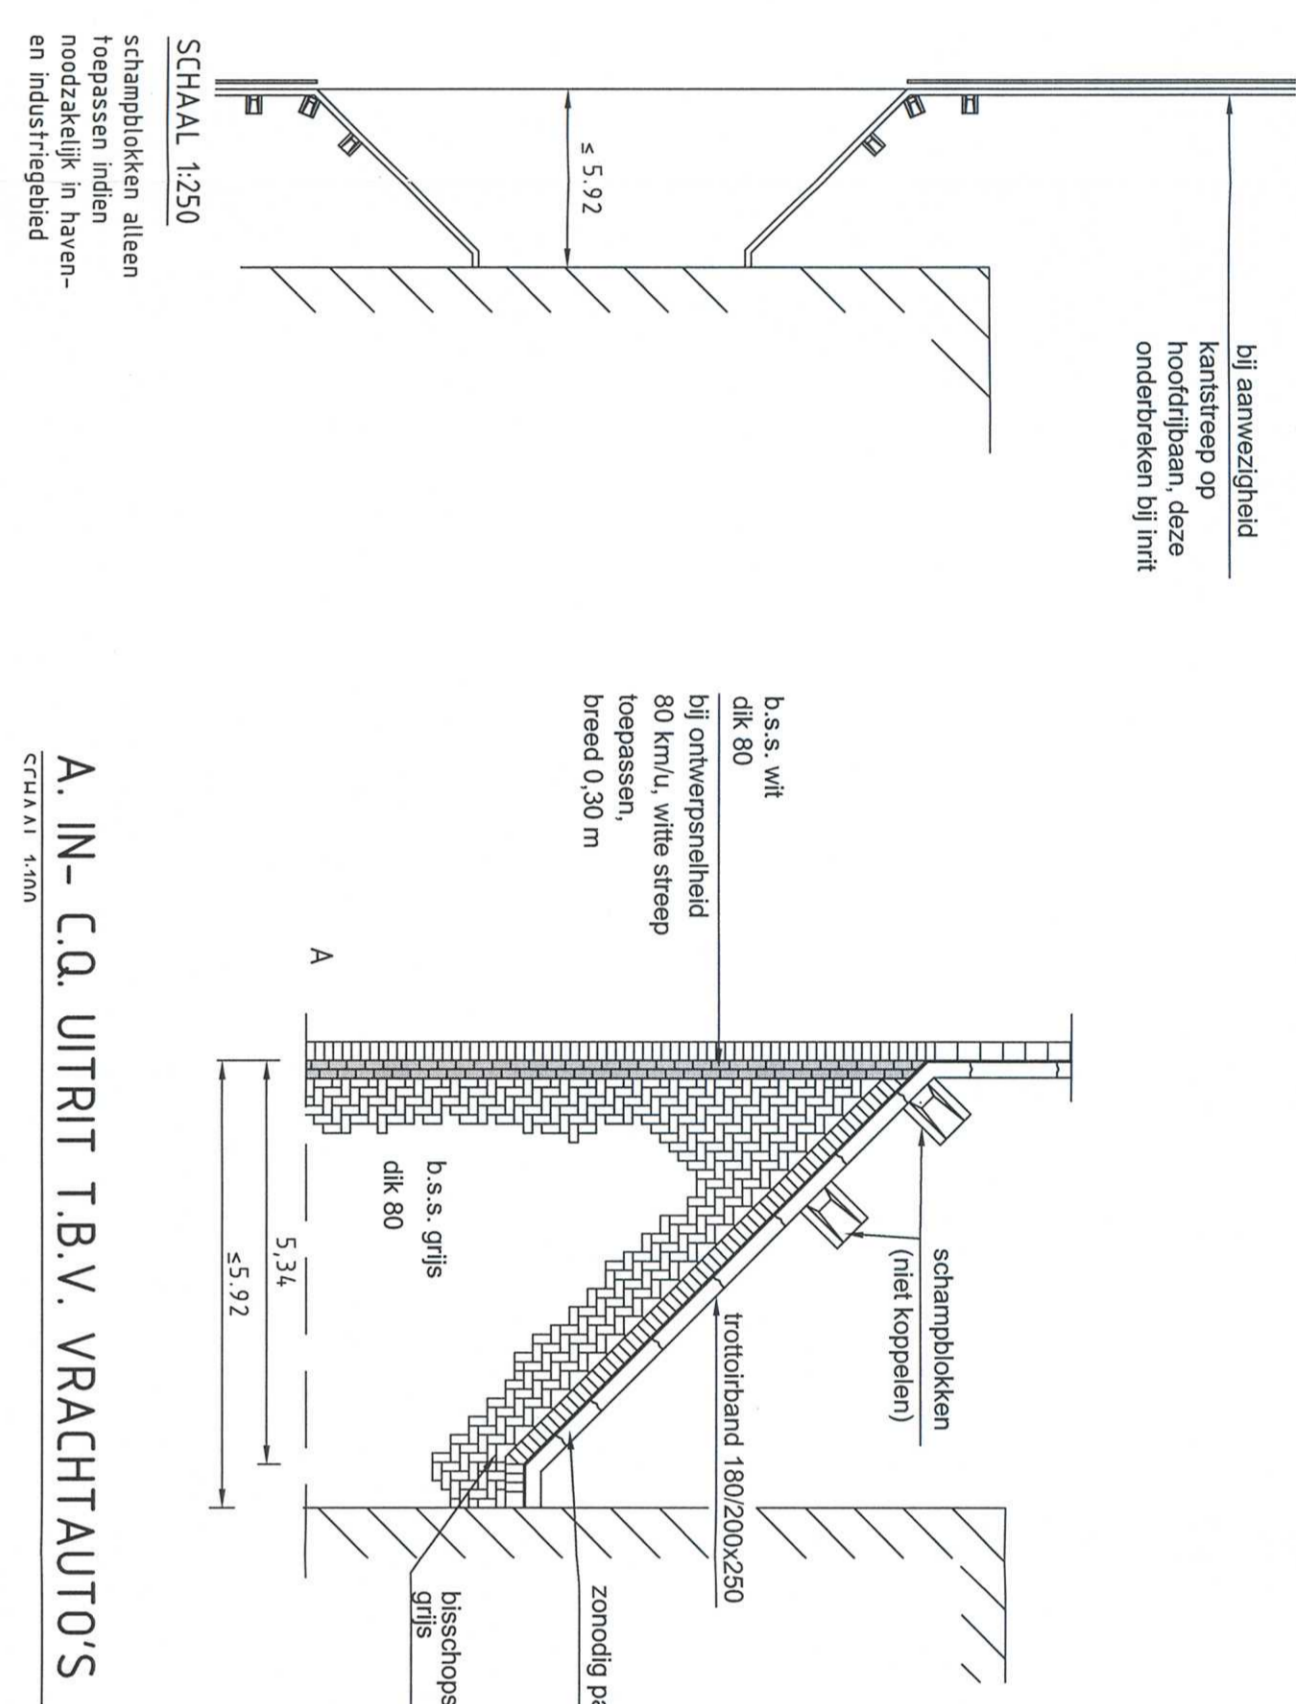 bij aanwezigheid
kantstreep op
hoofdrijbaan, deze
onderbreken bij inrit
≤ 5.92
SCHAAL 1:250
schampblokken alleen
toepassen indien
noodzakelijk in haven-
en industriegebied
schampblokken
(niet koppelen)
b.s.s. wit
dik 80
bij ontwerpsnelheid
80 km/u, witte streep
toepassen,
breed 0,30 m
trottoirband 180/200x250
zonodig
b.s.s. grijs
dik 80
grijs
A
5,34
≤5.92
A. IN- C.Q. UITRIT T.B.V. VRACHTAUTO'S
SCHAAL 1:100